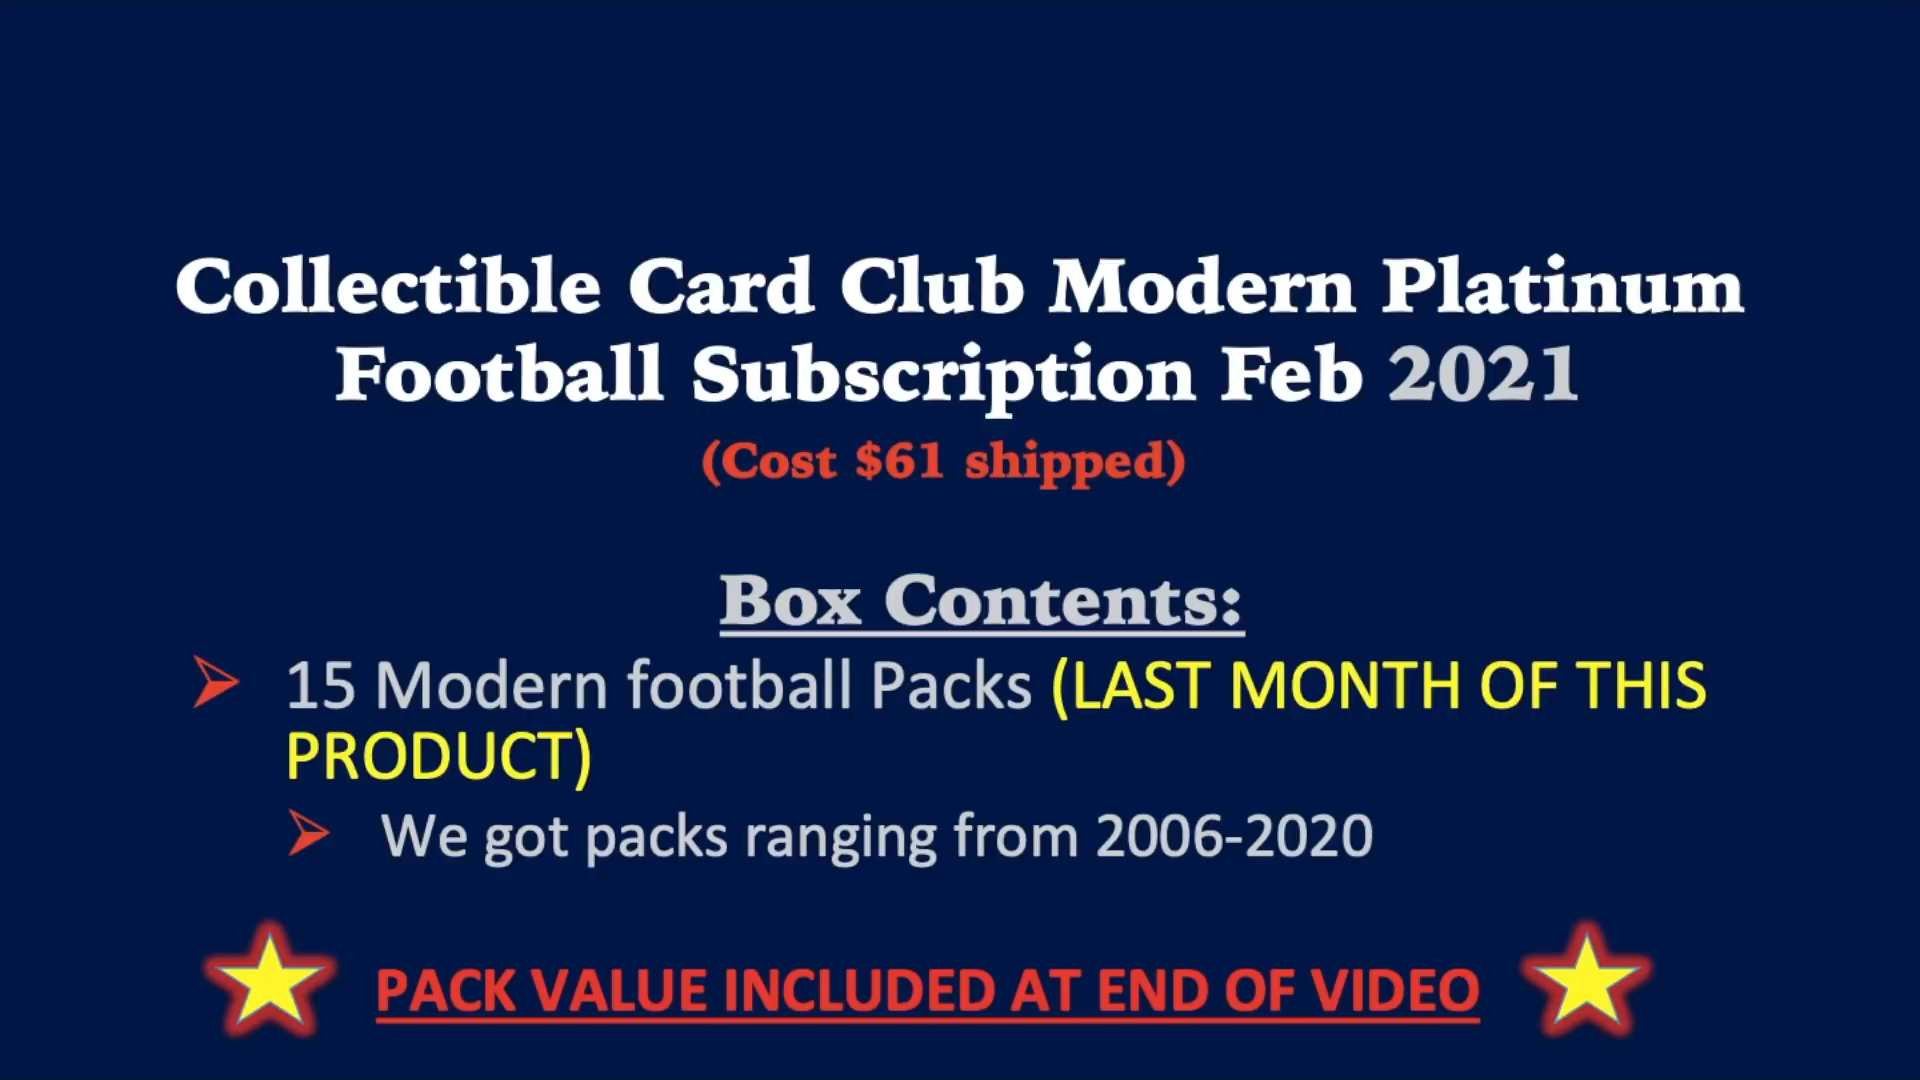 Collectible Card Club Modern Platinum
Football Subscription Feb 2021
(Cost $61 shipped)
Box Contents:
15 Modern football Packs (LAST MONTH OF THIS
PRODUCT)
We got packs ranging from 2006-2020
PACK VALUE INCLUDED AT END OF VIDEO